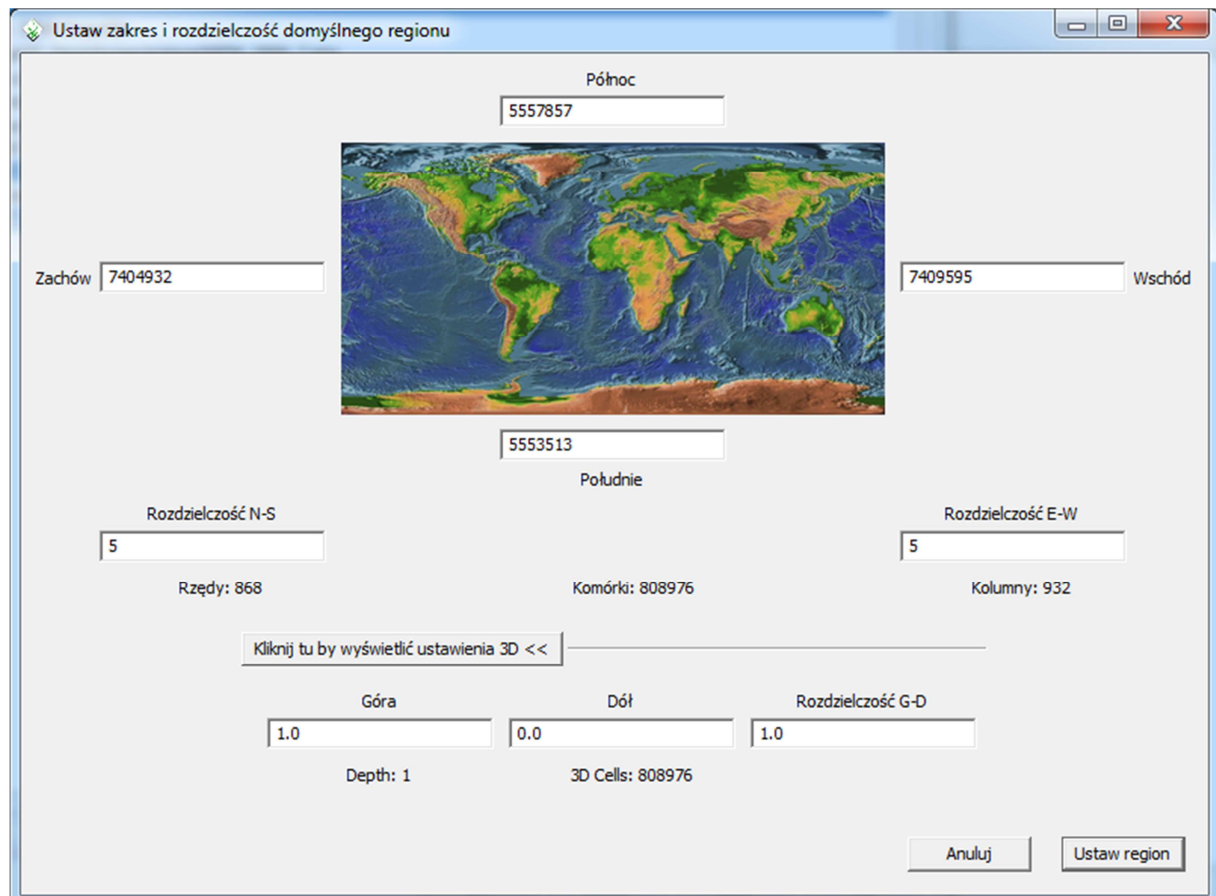 Ustaw zakres i rozdzielczość domyślnego regionu
Północ
5557857
Zachów 7404932
7409595 Wschód
5553513
Południe
Rozdzielczość N-S
Rozdzielczość E-W
5
5
Rzędy: 868
Komórki: 808976
Kolumny: 932
Kliknij tu by wyświetlić ustawienia 3D <<
Góra
Dół
Rozdzielczość G-D
1.0
0.0
1.0
Depth: 1
3D Cells: 808976
Anuluj
Ustaw region